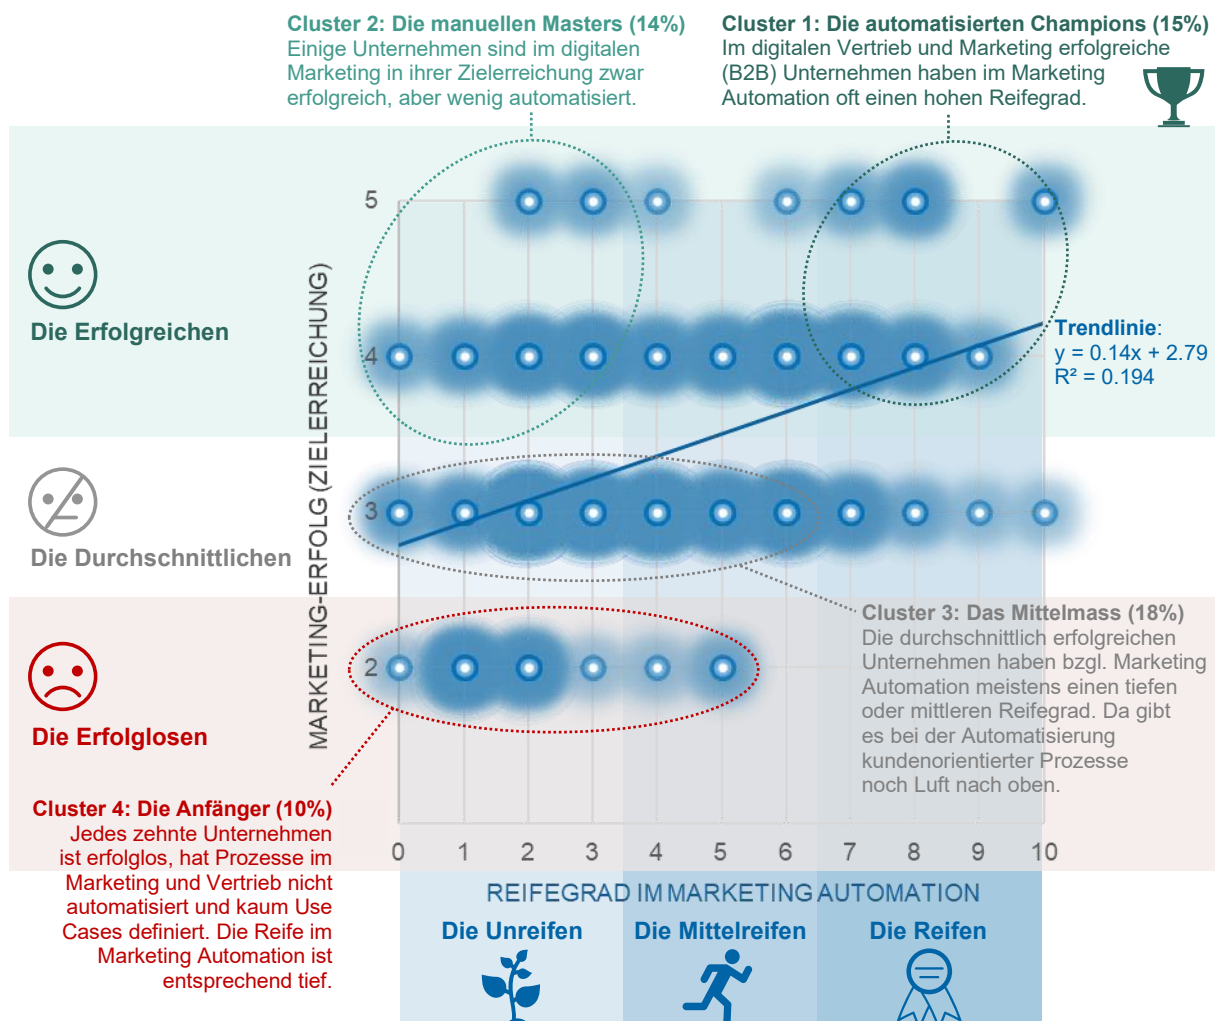 Cluster 2: Die manuellen Masters (14%)
Einige Unternehmen sind im digitalen
Marketing in ihrer Zielerreichung zwar
erfolgreich, aber wenig automatisiert.
Cluster 1: Die automatisierten Champions (15%)
Im digitalen Vertrieb und Marketing erfolgreiche
(B2B) Unternehmen haben im Marketing
Automation oft einen hohen Reifegrad.
5
4
3
2
MARKETING-ERFOLG (ZIELERREICHUNG)
Die Erfolgreichen
Trendlinie:
y = 0.14x + 2.79
R² = 0.194
Die Durchschnittlichen
Cluster 3: Das Mittelmass (18%)
Die durchschnittlich erfolgreichen
Unternehmen haben bzgl. Marketing
Automation meistens einen tiefen
oder mittleren Reifegrad. Da gibt
es bei der Automatisierung
kundenorientierter Prozesse
noch Luft nach oben.
Die Erfolglosen
Cluster 4: Die Anfänger (10%)
Jedes zehnte Unternehmen
ist erfolglos, hat Prozesse im
Marketing und Vertrieb nicht
automatisiert und kaum Use
Cases definiert. Die Reife im
Marketing Automation ist
entsprechend tief.
0 1 2 3 4 5 6 7 8 9 10
REIFEGRAD IM MARKETING AUTOMATION
Die Unreifen
Die Mittelreifen
Die Reifen